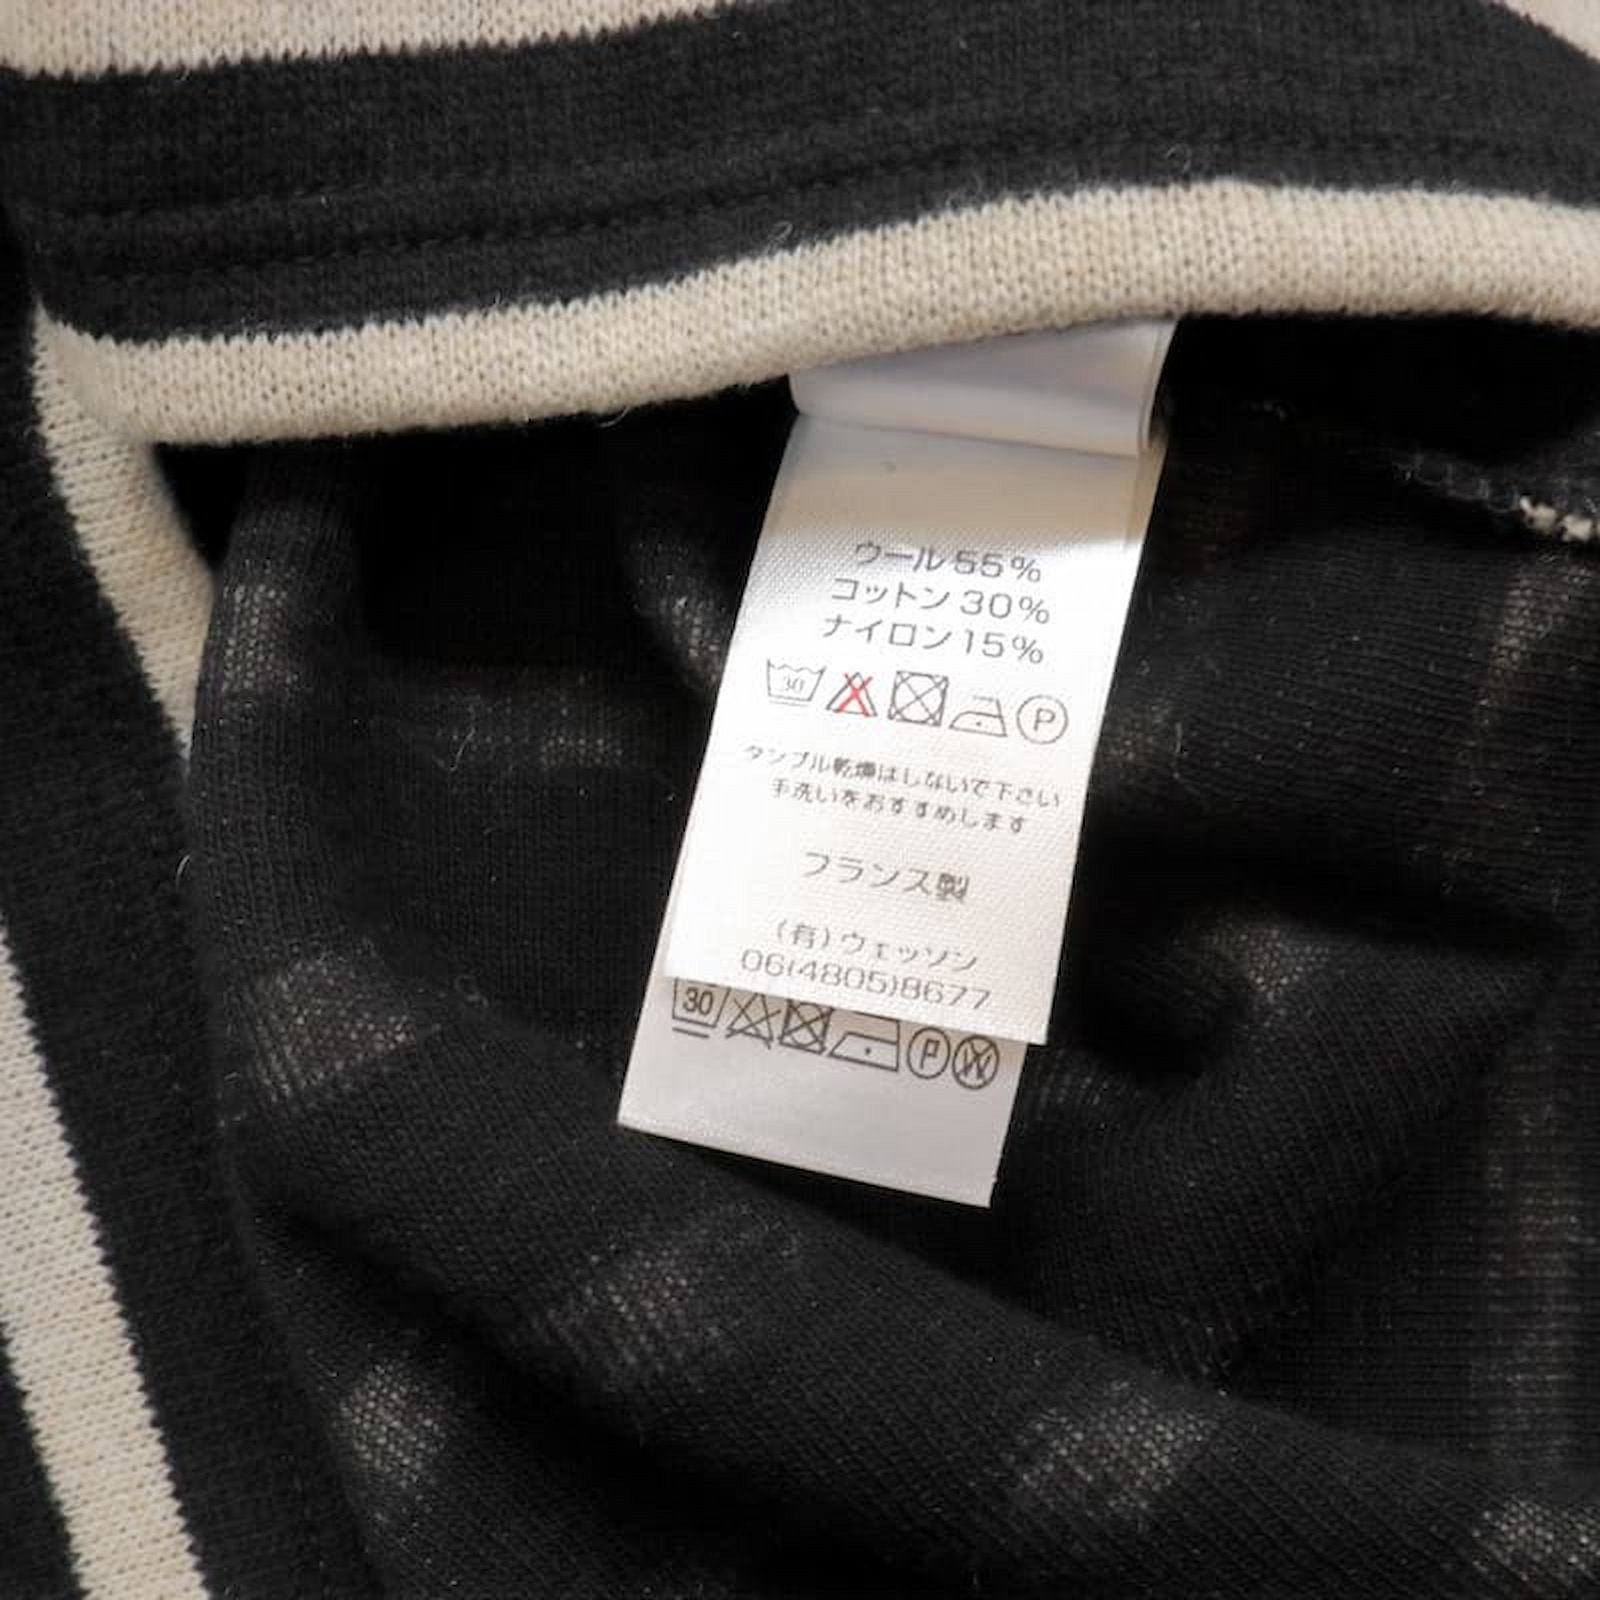 ウール55%
コットン30%
ナイロン15%
30 P
タンブル乾燥はしないで下さい
手洗いをおすすめします
フランス製
(有)ウェッソン
06(4805)8677
30 P W